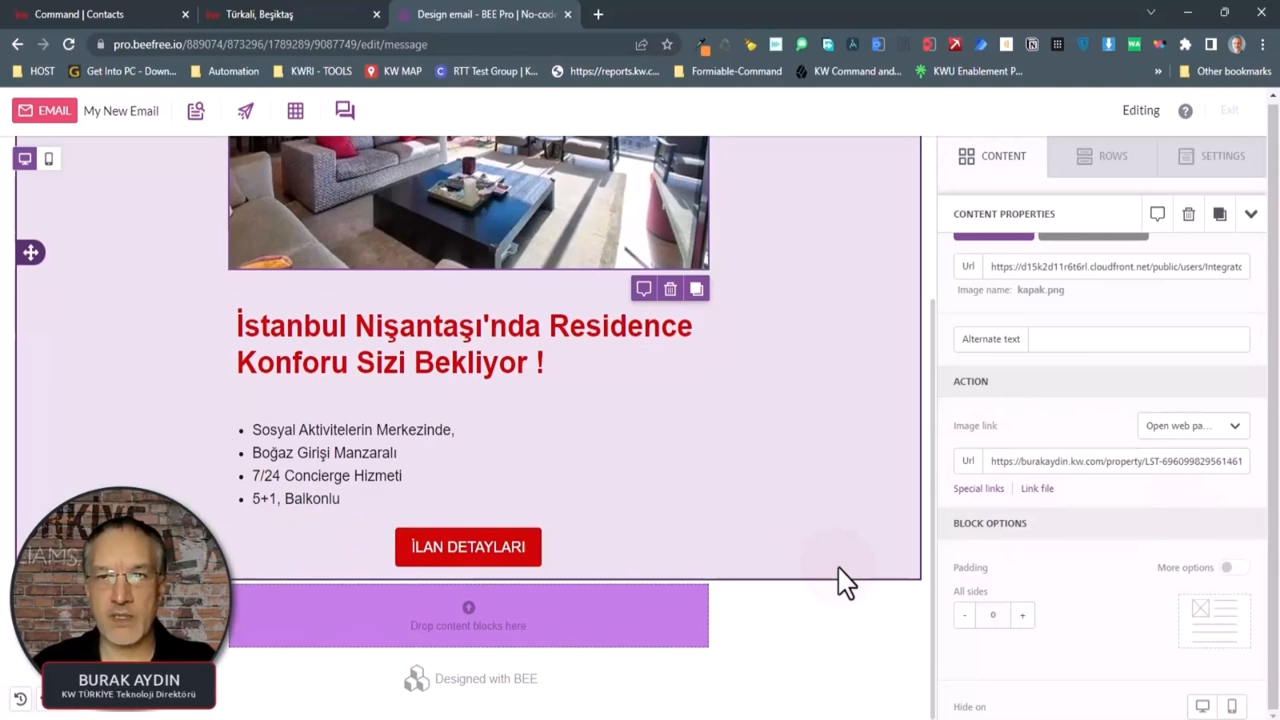 Command | Contacts
Türkali, Beşiktaş
Design email - BEE Pro | No-code
pro.beefree.io/889074/873296/1789289/9087749/edit/message
HOST
Get Into PC - Down...
Automation
KWRI - TOOLS
KW MAP
RTT Test Group | K...
https://reports.kw.c...
Formiable-Command
KW Command and...
KWU Enablement P...
Other bookmarks
EMAIL
My New Email
Editing
Exit
CONTENT
ROWS
SETTINGS
CONTENT PROPERTIES
Url
https://d15k2d11r6t6rl.cloudfront.net/public/users/Integrato
Image name: kapak.png
Alternate text
ACTION
Image link
Open web pa...
Url
https://burakaydin.kw.com/property/LST-696099829561461
Special links
Link file
BLOCK OPTIONS
Padding
More options
All sides
- 0 +
Hide on
İstanbul Nişantaşı'nda Residence
Konforu Sizi Bekliyor !
• Sosyal Aktivitelerin Merkezinde,
• Boğaz Girişi Manzaralı
• 7/24 Concierge Hizmeti
• 5+1, Balkonlu
İLAN DETAYLARI
Drop content blocks here
Designed with BEE
BURAK AYDIN
KW TÜRKİYE Teknoloji Direktörü